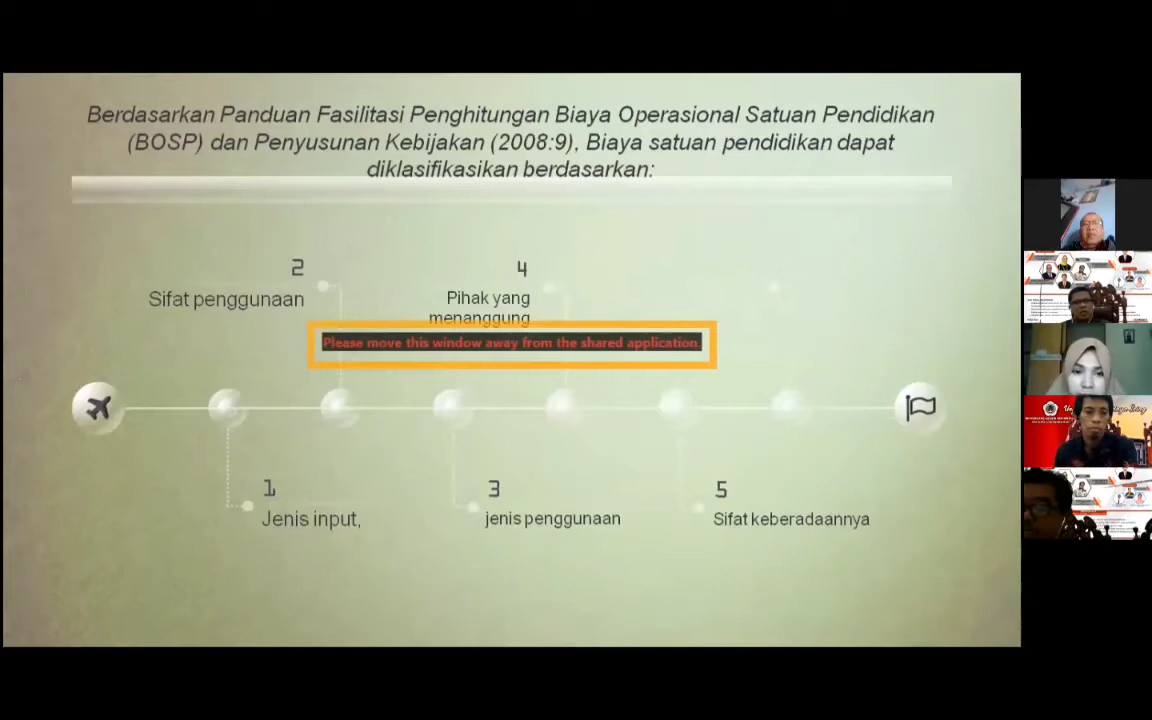 Berdasarkan Panduan Fasilitasi Penghitungan Biaya Operasional Satuan Pendidikan
(BOSP) dan Penyusunan Kebijakan (2008:9), Biaya satuan pendidikan dapat
diklasifikasikan berdasarkan:
2
Sifat penggunaan
4
Pihak yang
menanggung
Please move this window away from the shared application.
1
Jenis input,
3
jenis penggunaan
5
Sifat keberadaannya